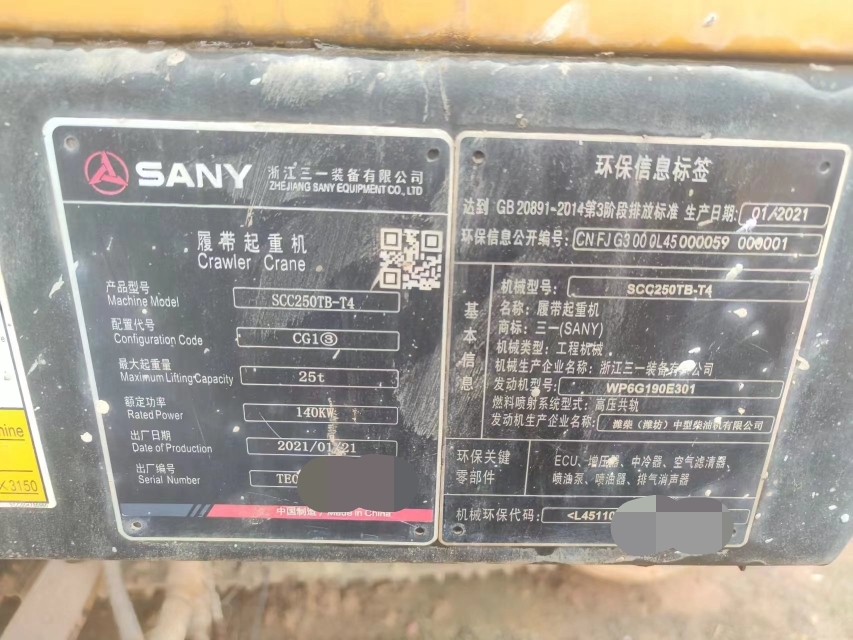 SANY
浙江三一装备有限公司
ZHEJIANG SANY EQUIPMENT CO., LTD
履带起重机
Crawler Crane
产品型号
Machine Model
SCC250TB-T4
配置代号
Configuration Code
CG1③
最大起重量
Maximum Lifting Capacity
25t
额定功率
Rated Power
140KW
出厂日期
Date of Production
2021/01/21
出厂编号
Serial Number
TE0
中国制造 Made in China
环保信息标签
达到 GB 20891-2014第3阶段排放标准 生产日期: 01/2021
环保信息公开编号: CN FJ G3 00 0L45 000059 000001
基本信息
机械型号: SCC250TB-T4
名称: 履带起重机
商标: 三一(SANY)
机械类型: 工程机械
机械生产企业名称: 浙江三一装备有限公司
发动机型号: WP6G190E301
燃料喷射系统型式: 高压共轨
发动机生产企业名称: 潍柴(潍坊)中型柴油机有限公司
环保关键
零部件
ECU、增压器、中冷器、空气滤清器、
喷油泵、喷油器、排气消声器
机械环保代码: <L45110
hine
K3150